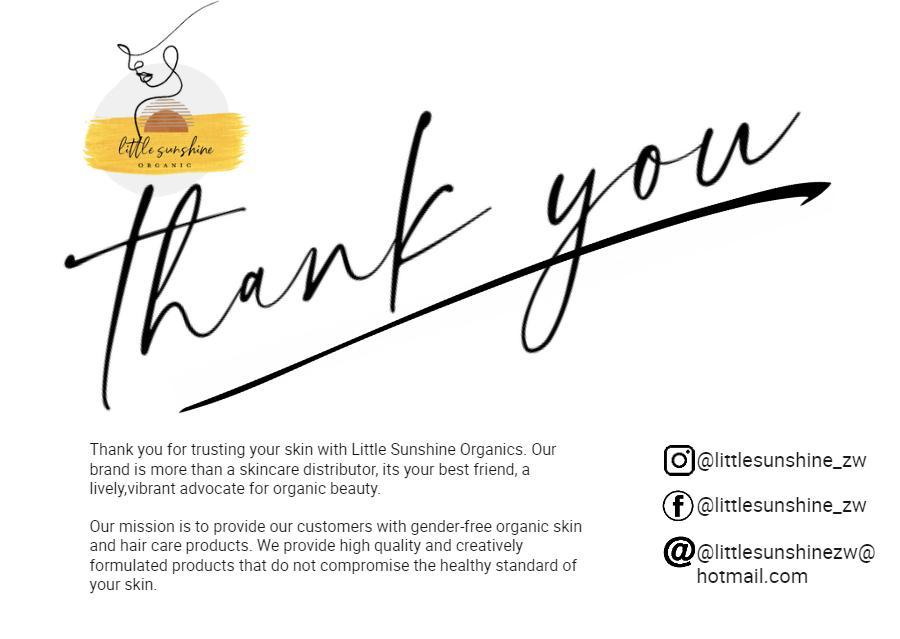 little sunshine
ORGANIC
thank you
Thank you for trusting your skin with Little Sunshine Organics. Our
brand is more than a skincare distributor, its your best friend, a
lively,vibrant advocate for organic beauty.
Our mission is to provide our customers with gender-free organic skin
and hair care products. We provide high quality and creatively
formulated products that do not compromise the healthy standard of
your skin.
@littlesunshine_zw
@littlesunshine_zw
@littlesunshinezw@
hotmail.com